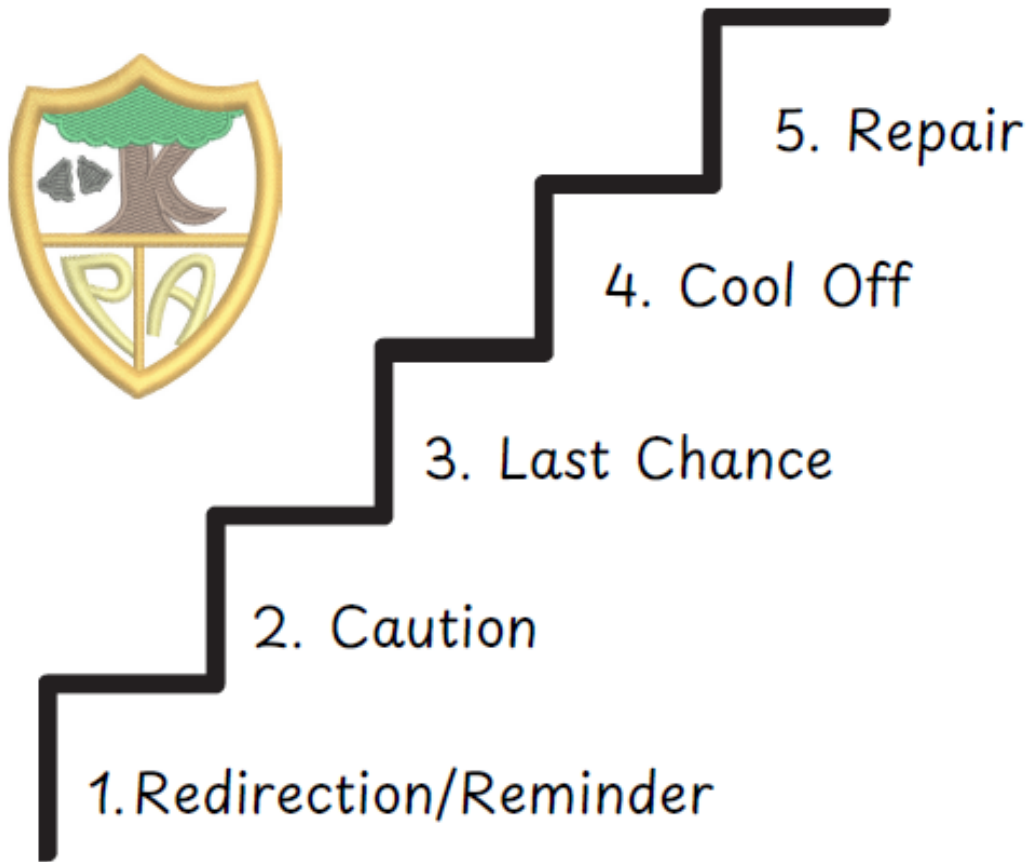 K
P A
5. Repair
4. Cool Off
3. Last Chance
2. Caution
1. Redirection/Reminder